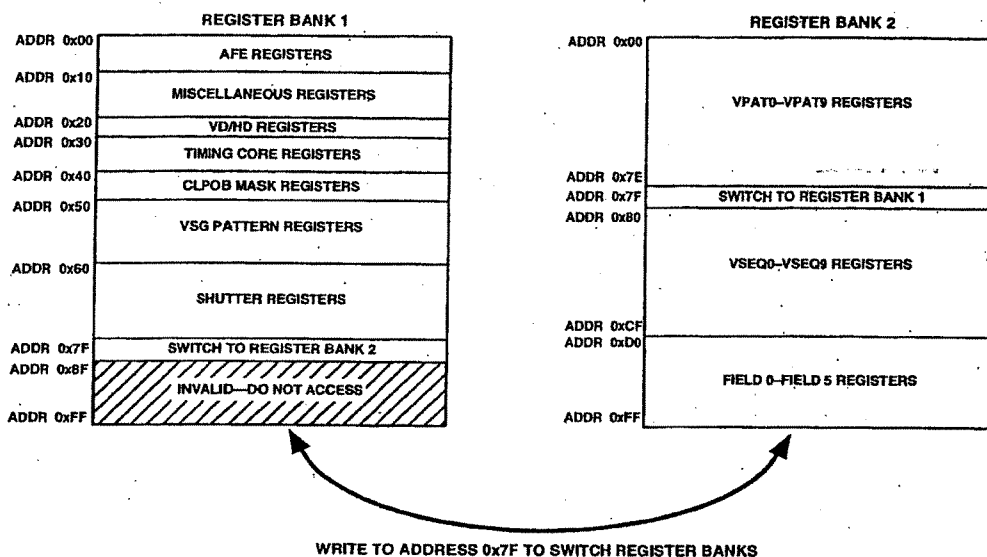 REGISTER BANK 1
ADDR 0x00
AFE REGISTERS
ADDR 0x10
MISCELLANEOUS REGISTERS
ADDR 0x20
VD/HD REGISTERS
ADDR 0x30
TIMING CORE REGISTERS
ADDR 0x40
CLPOB MASK REGISTERS
ADDR 0x50
VSG PATTERN REGISTERS
ADDR 0x60
SHUTTER REGISTERS
ADDR 0x7F
SWITCH TO REGISTER BANK 2
ADDR 0x8F
INVALID—DO NOT ACCESS
ADDR 0xFF
REGISTER BANK 2
ADDR 0x00
VPAT0–VPAT9 REGISTERS
ADDR 0x7E
ADDR 0x7F
SWITCH TO REGISTER BANK 1
ADDR 0x80
VSEQ0–VSEQ9 REGISTERS
ADDR 0xCF
ADDR 0xD0
FIELD 0–FIELD 5 REGISTERS
ADDR 0xFF
WRITE TO ADDRESS 0x7F TO SWITCH REGISTER BANKS